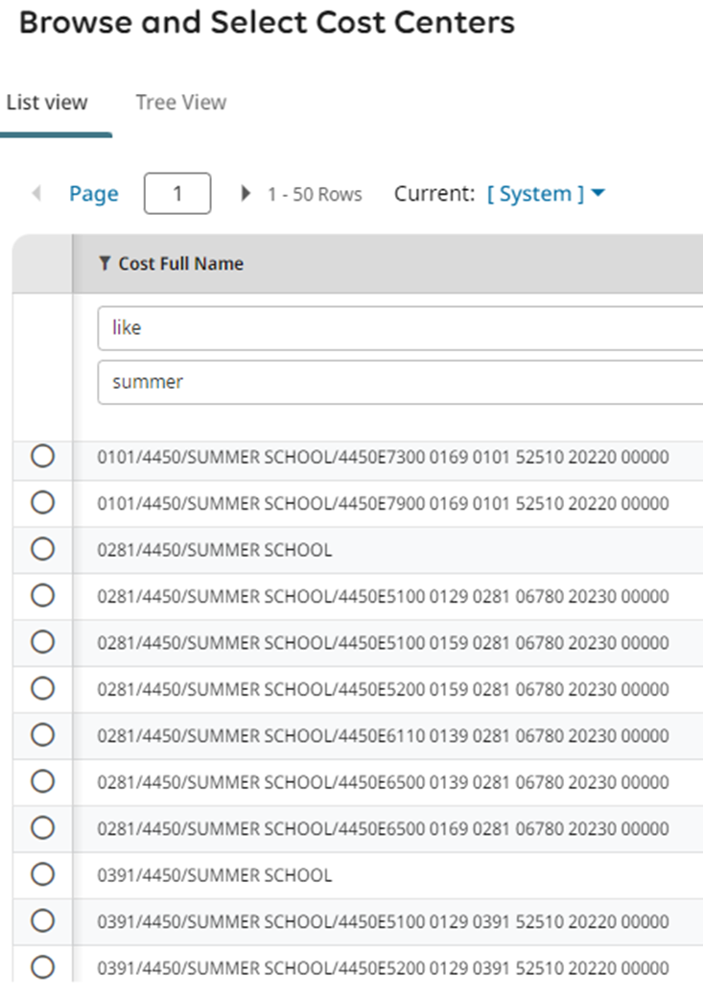 Browse and Select Cost Centers
List view Tree View
Page 1 1 - 50 Rows Current: [ System ]
Cost Full Name
like
summer
0101/4450/SUMMER SCHOOL/4450E7300 0169 0101 52510 20220 00000
0101/4450/SUMMER SCHOOL/4450E7900 0169 0101 52510 20220 00000
0281/4450/SUMMER SCHOOL
0281/4450/SUMMER SCHOOL/4450E5100 0129 0281 06780 20230 00000
0281/4450/SUMMER SCHOOL/4450E5100 0159 0281 06780 20230 00000
0281/4450/SUMMER SCHOOL/4450E5200 0159 0281 06780 20230 00000
0281/4450/SUMMER SCHOOL/4450E6110 0139 0281 06780 20230 00000
0281/4450/SUMMER SCHOOL/4450E6500 0139 0281 06780 20230 00000
0281/4450/SUMMER SCHOOL/4450E6500 0169 0281 06780 20230 00000
0391/4450/SUMMER SCHOOL
0391/4450/SUMMER SCHOOL/4450E5100 0129 0391 52510 20220 00000
0391/4450/SUMMER SCHOOL/4450E5200 0129 0391 52510 20220 00000